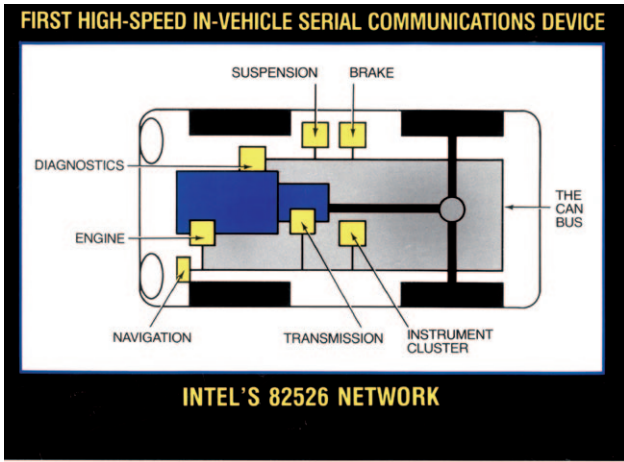 FIRST HIGH-SPEED IN-VEHICLE SERIAL COMMUNICATIONS DEVICE
SUSPENSION
BRAKE
DIAGNOSTICS
THE
CAN
BUS
ENGINE
NAVIGATION
TRANSMISSION
INSTRUMENT
CLUSTER
INTEL'S 82526 NETWORK